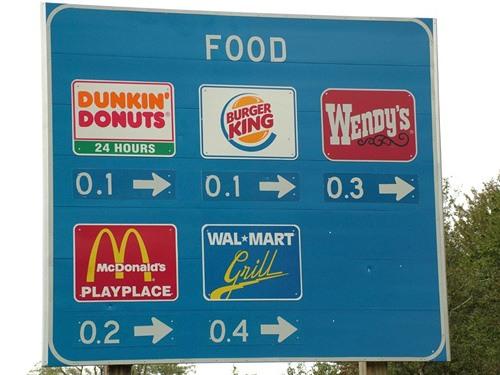 FOOD
DUNKIN'
DONUTS
24 HOURS
BURGER
KING
WENDY'S
0.1
0.1
0.3
McDonald's
PLAYPLACE
WAL★MART
Grill
0.2
0.4